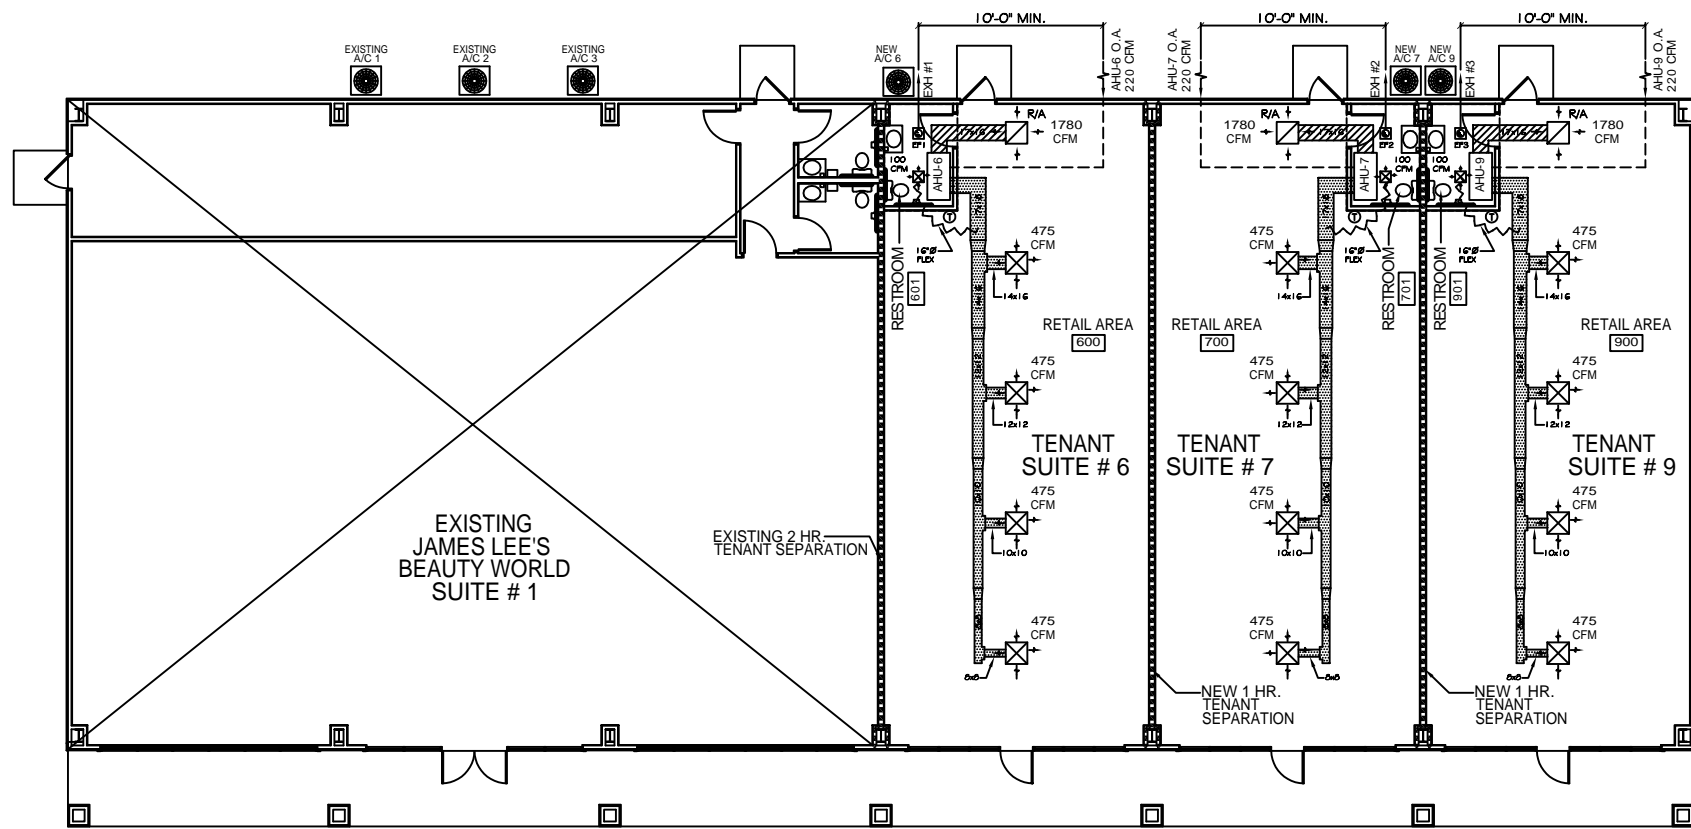 10'-0" MIN.
10'-0" MIN.
10'-0" MIN.
EXISTING
A/C 1
EXISTING
A/C 2
EXISTING
A/C 3
NEW
A/C 6
EXH #1
AHU-6 O.A.
220 CFM
AHU-7 O.A.
220 CFM
EXH #2
NEW
A/C 7
NEW
A/C 9
EXH #3
AHU-9 O.A.
220 CFM
R/A
1780
CFM
17x16
EF1
100
CFM
AHU-6
R/A
1780
CFM
17x16
EF2
100
CFM
AHU-7
R/A
1780
CFM
17x16
EF3
100
CFM
AHU-9
T
T
T
16"Ø
FLEX
16"Ø
FLEX
16"Ø
FLEX
RESTROOM
601
RESTROOM
701
RESTROOM
901
475
CFM
475
CFM
475
CFM
14x16
14x16
14x16
RETAIL AREA
600
RETAIL AREA
700
RETAIL AREA
900
475
CFM
475
CFM
475
CFM
12x12
12x12
12x12
TENANT
SUITE # 6
TENANT
SUITE # 7
TENANT
SUITE # 9
475
CFM
475
CFM
475
CFM
10x10
10x10
10x10
EXISTING
JAMES LEE'S
BEAUTY WORLD
SUITE # 1
EXISTING 2 HR.
TENANT SEPARATION
475
CFM
475
CFM
475
CFM
8x8
8x8
8x8
NEW 1 HR.
TENANT
SEPARATION
NEW 1 HR.
TENANT
SEPARATION